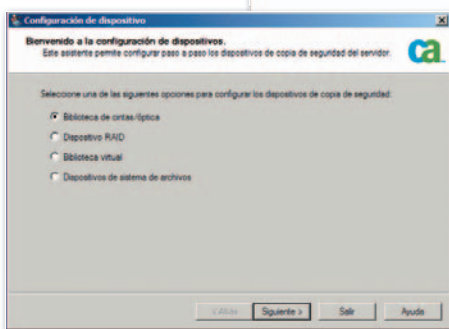 Configuración de dispositivo
Bienvenido a la configuración de dispositivos.
Este asistente permite configurar paso a paso los dispositivos de copia de seguridad del servidor.
ca
Seleccione una de las siguientes opciones para configurar los dispositivos de copia de seguridad:
Biblioteca de cintas/óptica
Dispositivo RAID
Biblioteca virtual
Dispositivos de sistema de archivos
< Atrás
Siguiente >
Salir
Ayuda